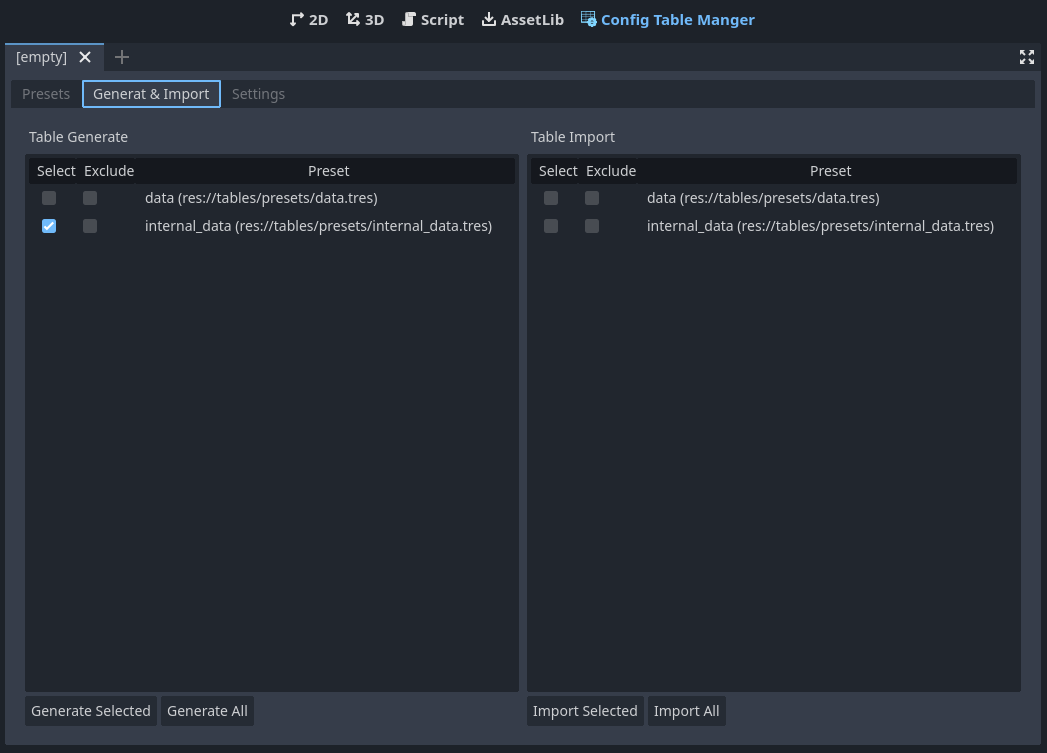 2D 3D Script AssetLib Config Table Manger
[empty]
Presets Generat & Import Settings
Table Generate
Select Exclude Preset
data (res://tables/presets/data.tres)
internal_data (res://tables/presets/internal_data.tres)
Generate Selected Generate All
Table Import
Select Exclude Preset
data (res://tables/presets/data.tres)
internal_data (res://tables/presets/internal_data.tres)
Import Selected Import All